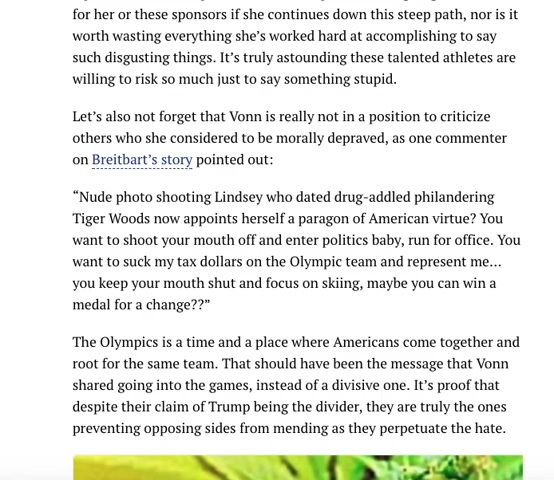 for her or these sponsors if she continues down this steep path, nor is it
worth wasting everything she’s worked hard at accomplishing to say
such disgusting things. It’s truly astounding these talented athletes are
willing to risk so much just to say something stupid.
Let’s also not forget that Vonn is really not in a position to criticize
others who she considered to be morally depraved, as one commenter
on Breitbart’s story pointed out:
“Nude photo shooting Lindsey who dated drug-addled philandering
Tiger Woods now appoints herself a paragon of American virtue? You
want to shoot your mouth off and enter politics baby, run for office. You
want to suck my tax dollars on the Olympic team and represent me…
you keep your mouth shut and focus on skiing, maybe you can win a
medal for a change??”
The Olympics is a time and a place where Americans come together and
root for the same team. That should have been the message that Vonn
shared going into the games, instead of a divisive one. It’s proof that
despite their claim of Trump being the divider, they are truly the ones
preventing opposing sides from mending as they perpetuate the hate.